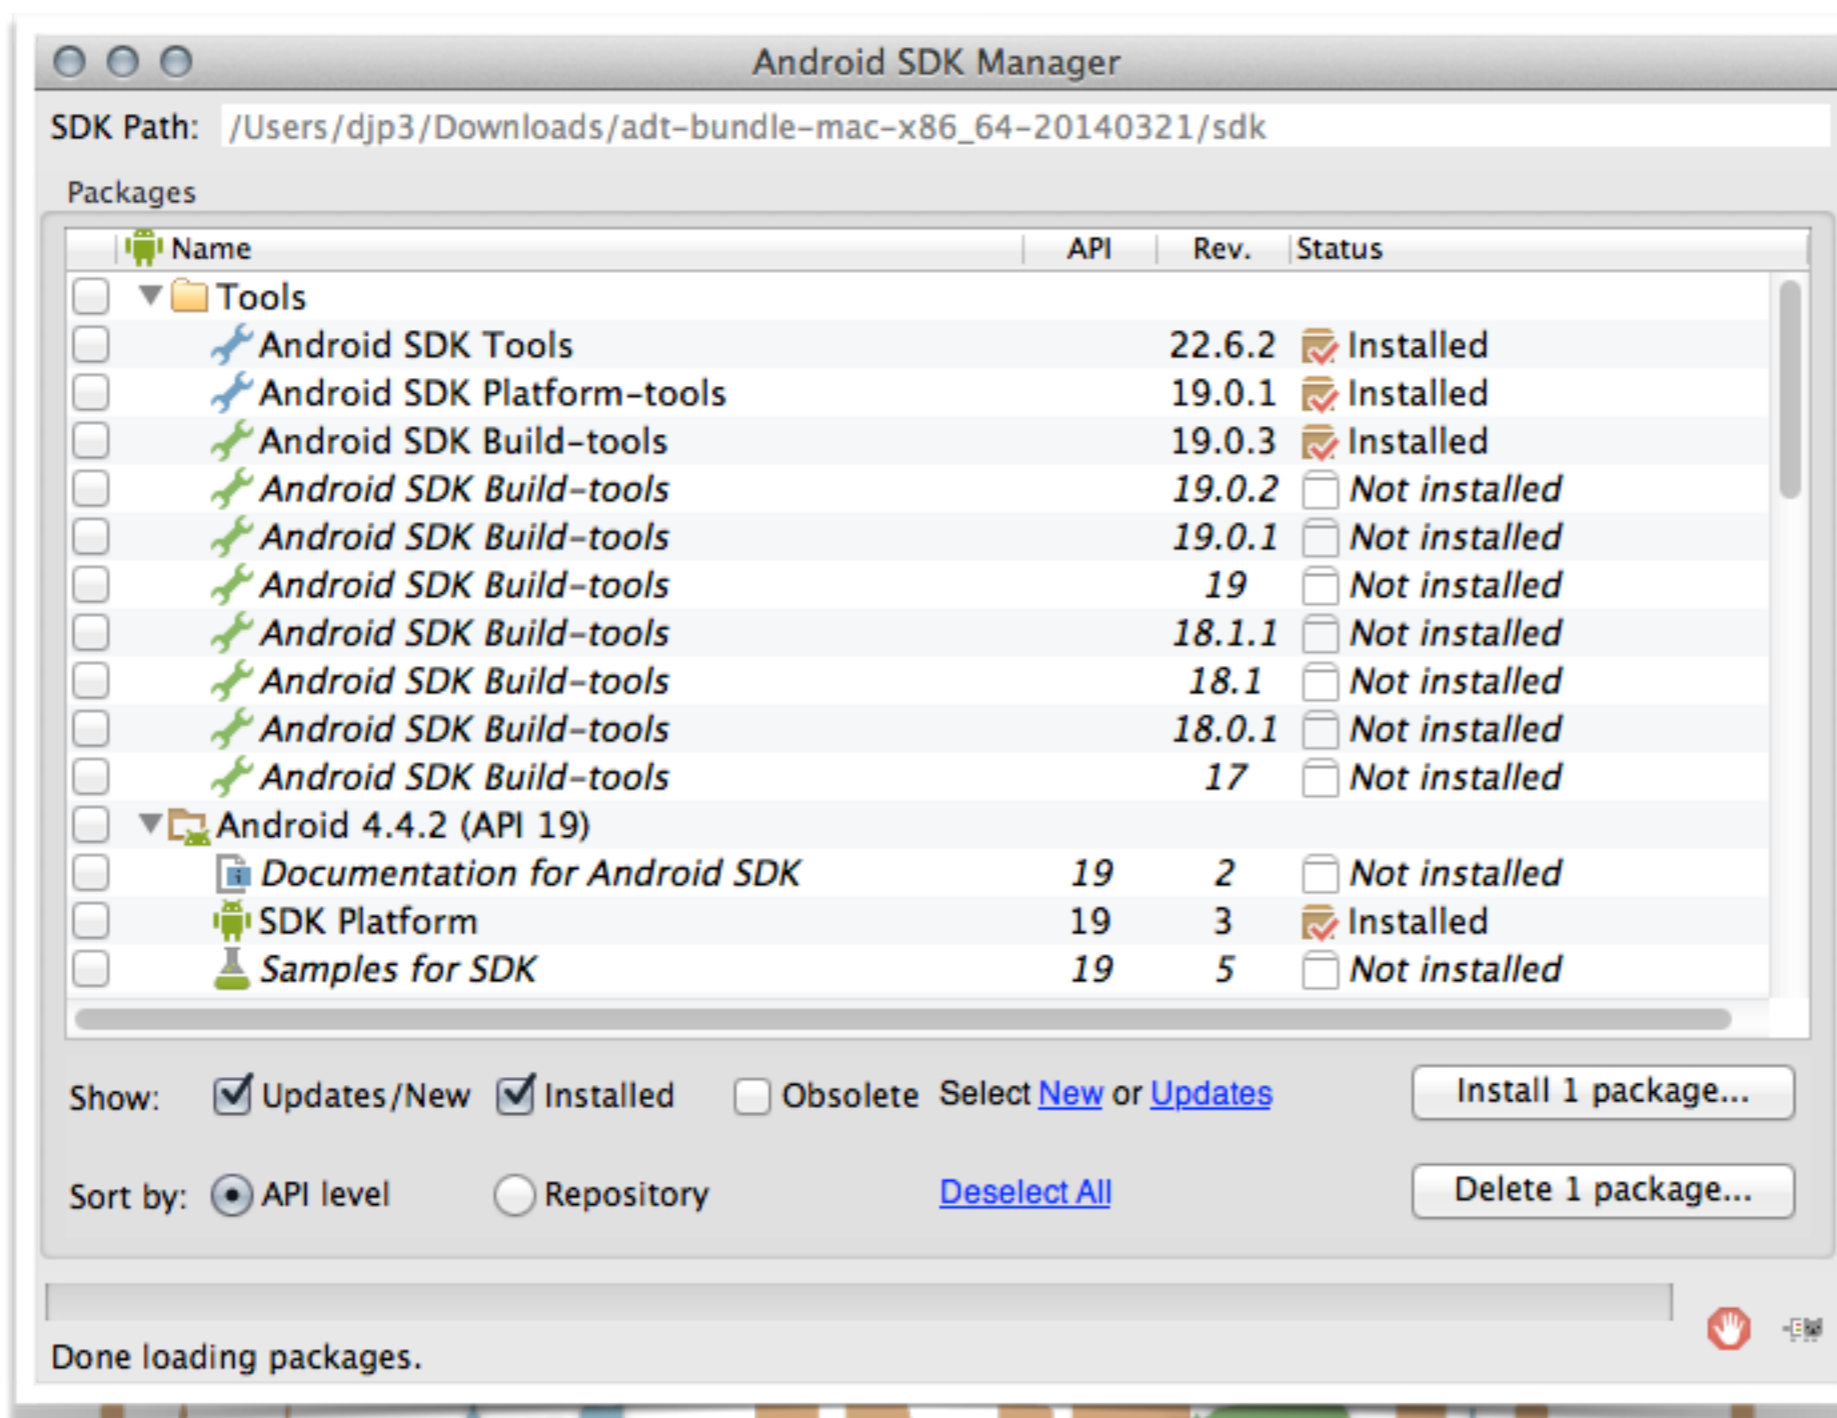 Android SDK Manager
SDK Path: /Users/djp3/Downloads/adt-bundle-mac-x86_64-20140321/sdk
Packages
Name API Rev. Status
Tools
Android SDK Tools 22.6.2 Installed
Android SDK Platform-tools 19.0.1 Installed
Android SDK Build-tools 19.0.3 Installed
Android SDK Build-tools 19.0.2 Not installed
Android SDK Build-tools 19.0.1 Not installed
Android SDK Build-tools 19 Not installed
Android SDK Build-tools 18.1.1 Not installed
Android SDK Build-tools 18.1 Not installed
Android SDK Build-tools 18.0.1 Not installed
Android SDK Build-tools 17 Not installed
Android 4.4.2 (API 19)
Documentation for Android SDK 19 2 Not installed
SDK Platform 19 3 Installed
Samples for SDK 19 5 Not installed
Show: Updates/New Installed Obsolete Select New or Updates Install 1 package...
Sort by: API level Repository Deselect All Delete 1 package...
Done loading packages.